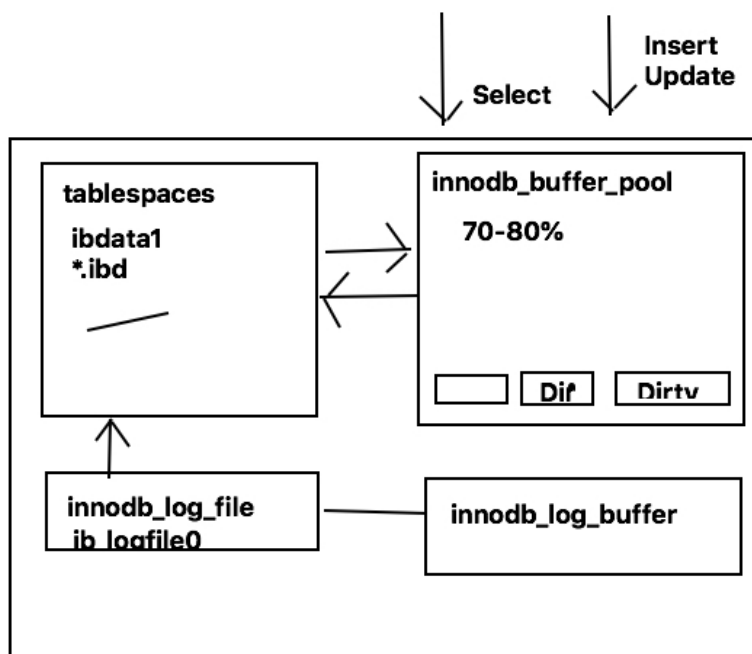 Select
Insert
Update
tablespaces
ibdata1
*.ibd
innodb_buffer_pool
70-80%
Dirty
innodb_log_file
ib_logfile0
innodb_log_buffer